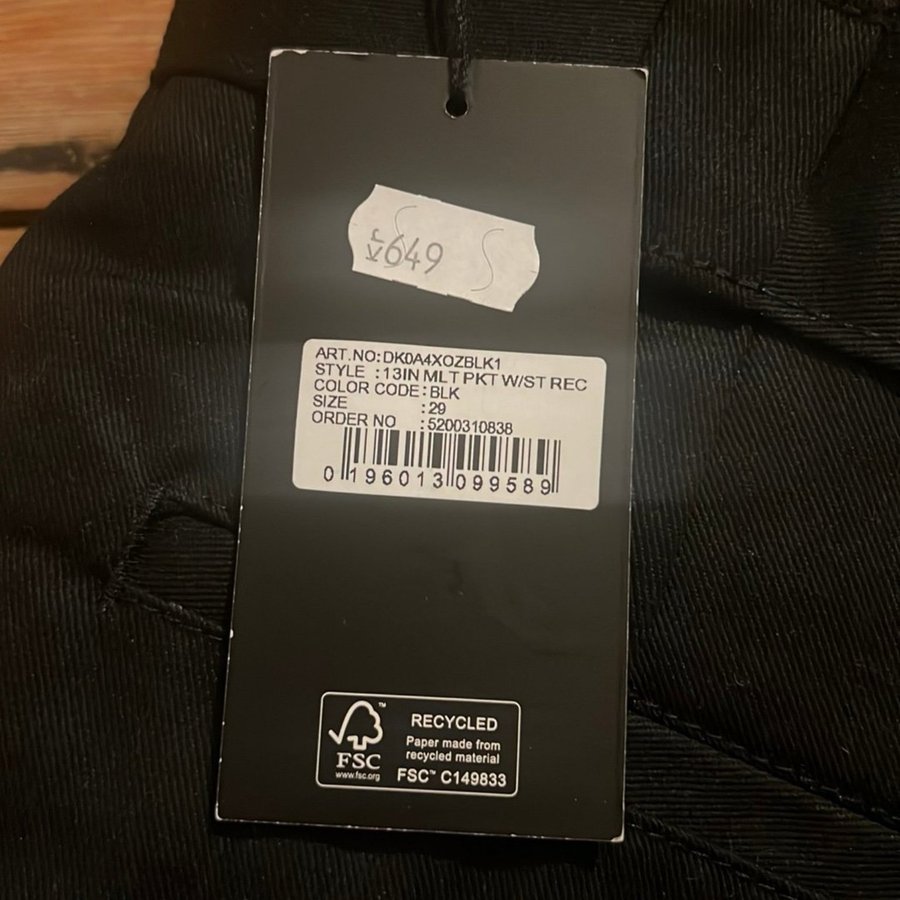 kr 649
ART.NO:DK0A4XOZBLK1
STYLE :13IN MLT PKT W/ST REC
COLOR CODE:BLK
SIZE :29
ORDER NO :5200310838
0 196013 099589
FSC
www.fsc.org
RECYCLED
Paper made from
recycled material
FSC™ C149833